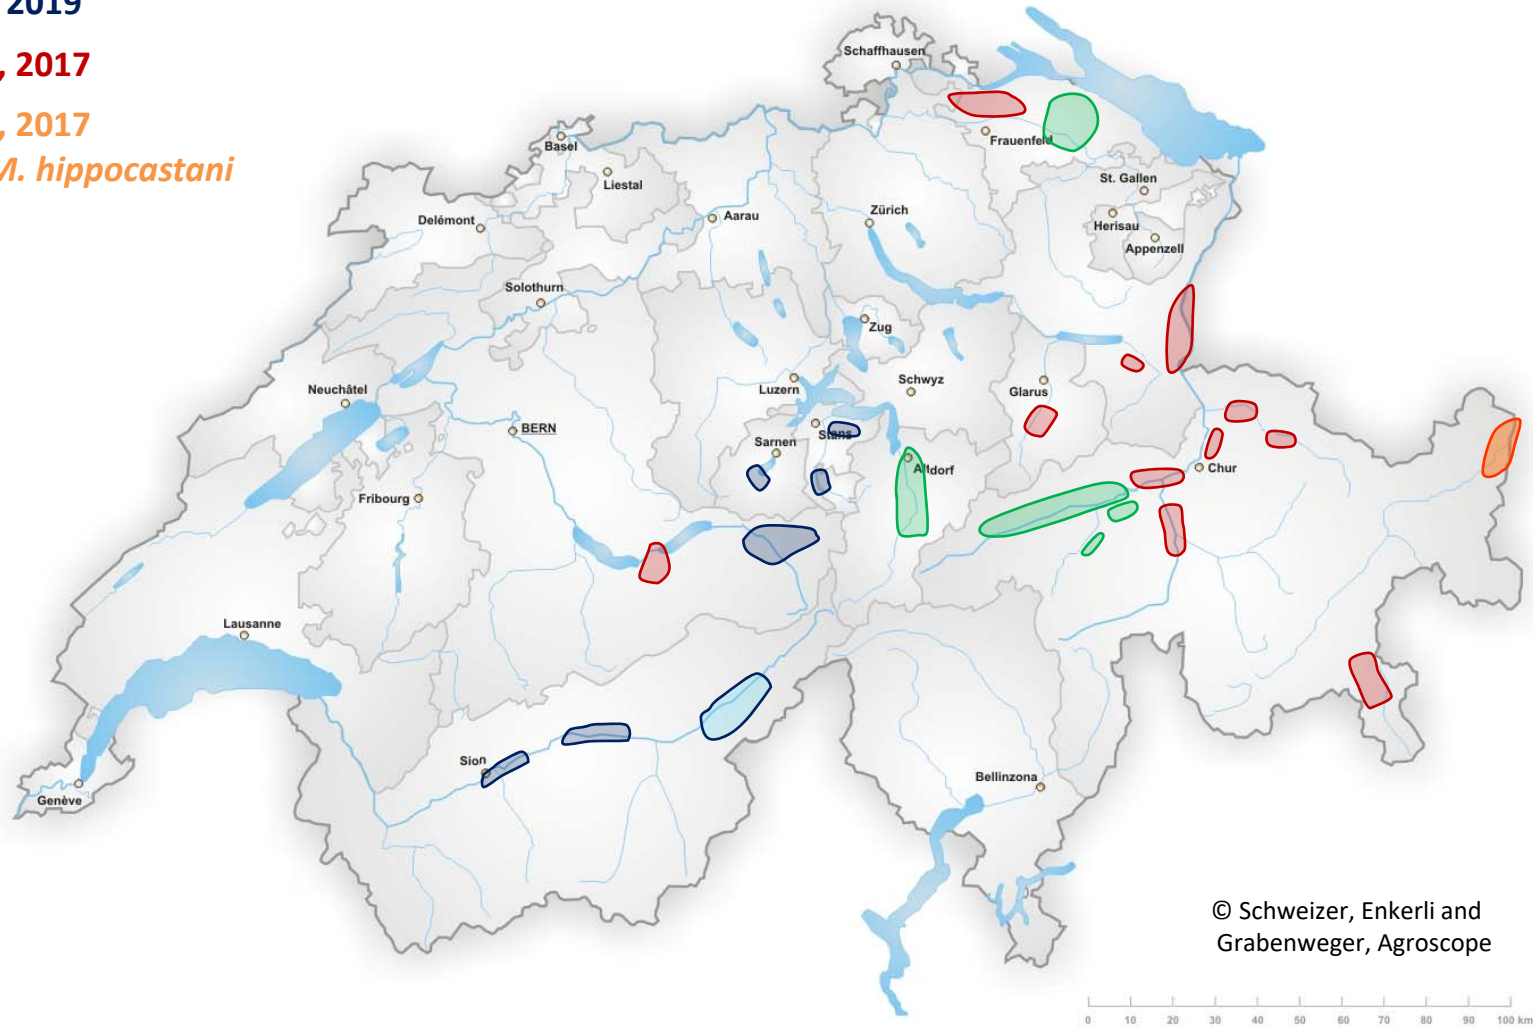 2019
, 2017
, 2017
M. hippocastani
Schaffhausen
Basel
Frauenfeld
Liestal
St. Gallen
Delémont
Aarau
Zürich
Herisau
Appenzell
Solothurn
Zug
Neuchâtel
Luzern
Schwyz
Glarus
BERN
Stans
Sarnen
Altdorf
Chur
Fribourg
Lausanne
Sion
Bellinzona
Genève
© Schweizer, Enkerli and
Grabenweger, Agroscope
0 10 20 30 40 50 60 70 80 90 100 km